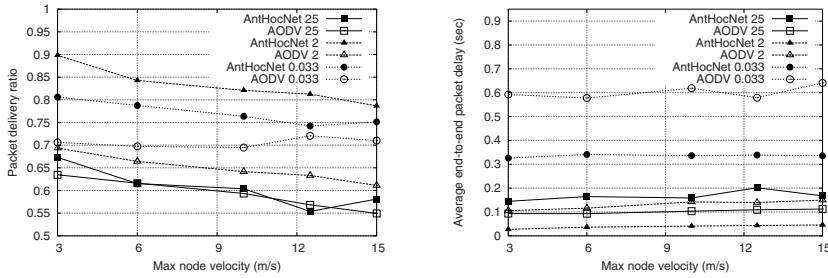 1
0.95
0.9
0.85
0.8
0.75
0.7
0.65
0.6
0.55
0.5
Packet delivery ratio
AntHocNet 25
AODV 25
AntHocNet 2
AODV 2
AntHocNet 0.033
AODV 0.033
3 6 9 12 15
Max node velocity (m/s)
0.9
0.8
0.7
0.6
0.5
0.4
0.3
0.2
0.1
0
Average end-to-end packet delay (sec)
AntHocNet 25
AODV 25
AntHocNet 2
AODV 2
AntHocNet 0.033
AODV 0.033
3 6 9 12 15
Max node velocity (m/s)